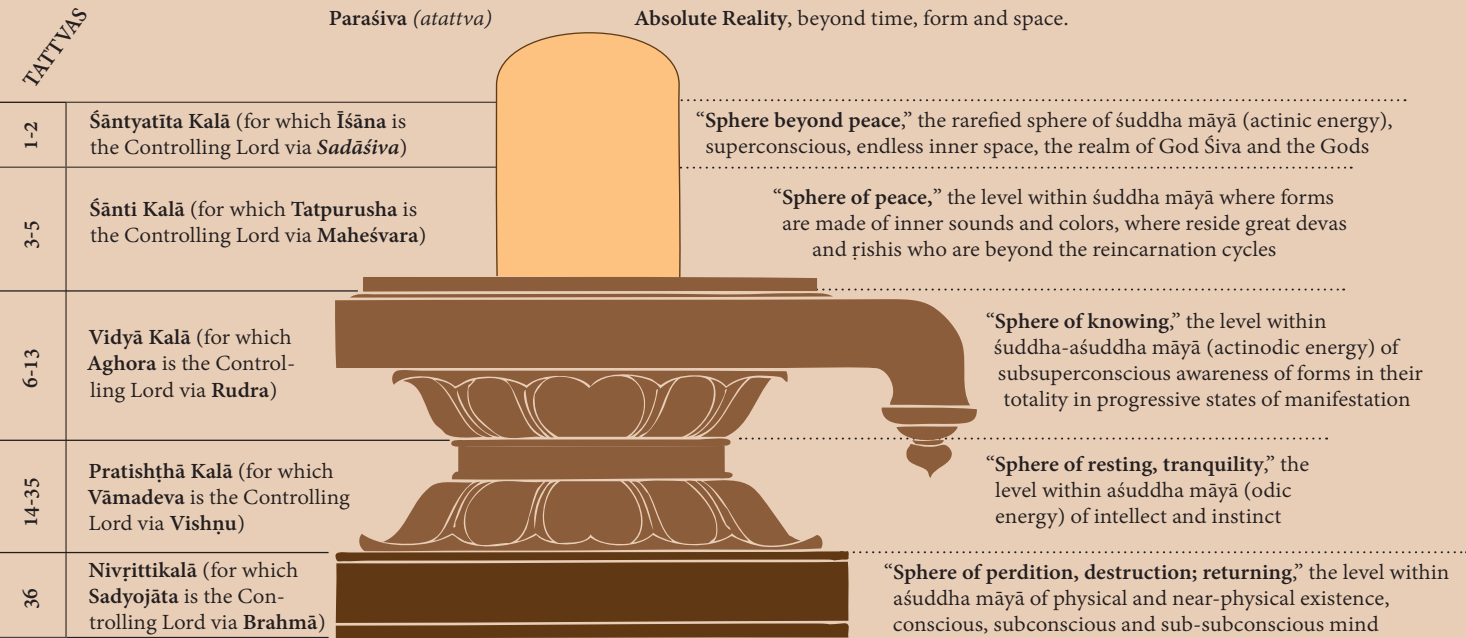 TATTVAS
Paraśiva (atattva)
Absolute Reality, beyond time, form and space.
1-2
Śāntyatīta Kalā (for which Īśāna is
the Controlling Lord via Sadāśiva)
“Sphere beyond peace,” the rarefied sphere of śuddha māyā (actinic energy),
superconscious, endless inner space, the realm of God Śiva and the Gods
3-5
Śānti Kalā (for which Tatpurusha is
the Controlling Lord via Maheśvara)
“Sphere of peace,” the level within śuddha māyā where forms
are made of inner sounds and colors, where reside great devas
and ṛishis who are beyond the reincarnation cycles
6-13
Vidyā Kalā (for which
Aghora is the Control-
ling Lord via Rudra)
“Sphere of knowing,” the level within
śuddha-aśuddha māyā (actinodic energy) of
subsuperconscious awareness of forms in their
totality in progressive states of manifestation
14-35
Pratishṭhā Kalā (for which
Vāmadeva is the Controlling
Lord via Vishṇu)
“Sphere of resting, tranquility,” the
level within aśuddha māyā (odic
energy) of intellect and instinct
36
Nivṛittikalā (for which
Sadyojāta is the Con-
trolling Lord via Brahmā)
“Sphere of perdition, destruction; returning,” the level within
aśuddha māyā of physical and near-physical existence,
conscious, subconscious and sub-subconscious mind